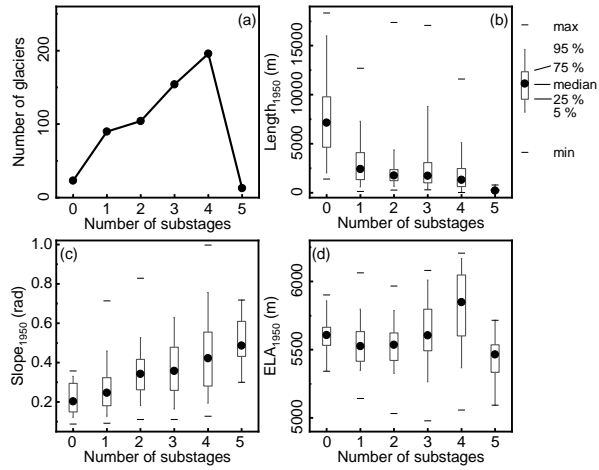 (a)
Number of glaciers
200
100
0
0 1 2 3 4 5
Number of substages
(b)
Length1950 (m)
15000
10000
5000
0
0 1 2 3 4 5
Number of substages
max
95 %
75 %
median
25 %
5 %
min
(c)
Slope1950 (rad)
1.0
0.8
0.6
0.4
0.2
0 1 2 3 4 5
Number of substages
(d)
ELA1950 (m)
6000
5500
5000
0 1 2 3 4 5
Number of substages